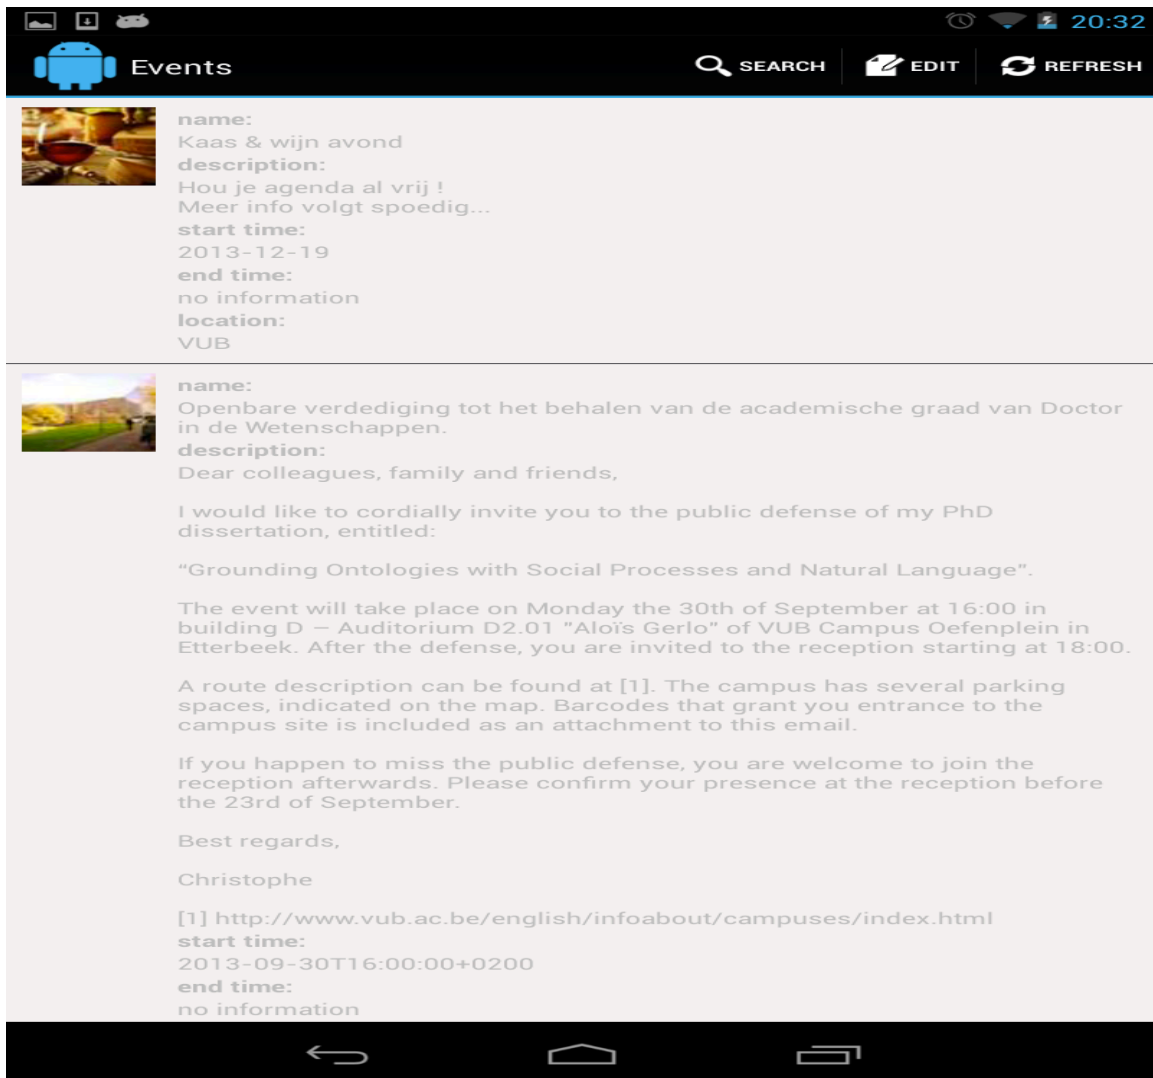 20:32
Events
SEARCH
EDIT
REFRESH
name:
Kaas & wijn avond
description:
Hou je agenda al vrij !
Meer info volgt spoedig...
start time:
2013-12-19
end time:
no information
location:
VUB
name:
Openbare verdediging tot het behalen van de academische graad van Doctor
in de Wetenschappen.
description:
Dear colleagues, family and friends,
I would like to cordially invite you to the public defense of my PhD
dissertation, entitled:
“Grounding Ontologies with Social Processes and Natural Language”.
The event will take place on Monday the 30th of September at 16:00 in
building D – Auditorium D2.01 "Aloïs Gerlo" of VUB Campus Oefenplein in
Etterbeek. After the defense, you are invited to the reception starting at 18:00.
A route description can be found at [1]. The campus has several parking
spaces, indicated on the map. Barcodes that grant you entrance to the
campus site is included as an attachment to this email.
If you happen to miss the public defense, you are welcome to join the
reception afterwards. Please confirm your presence at the reception before
the 23rd of September.
Best regards,
Christophe
[1] http://www.vub.ac.be/english/infoabout/campuses/index.html
start time:
2013-09-30T16:00:00+0200
end time:
no information